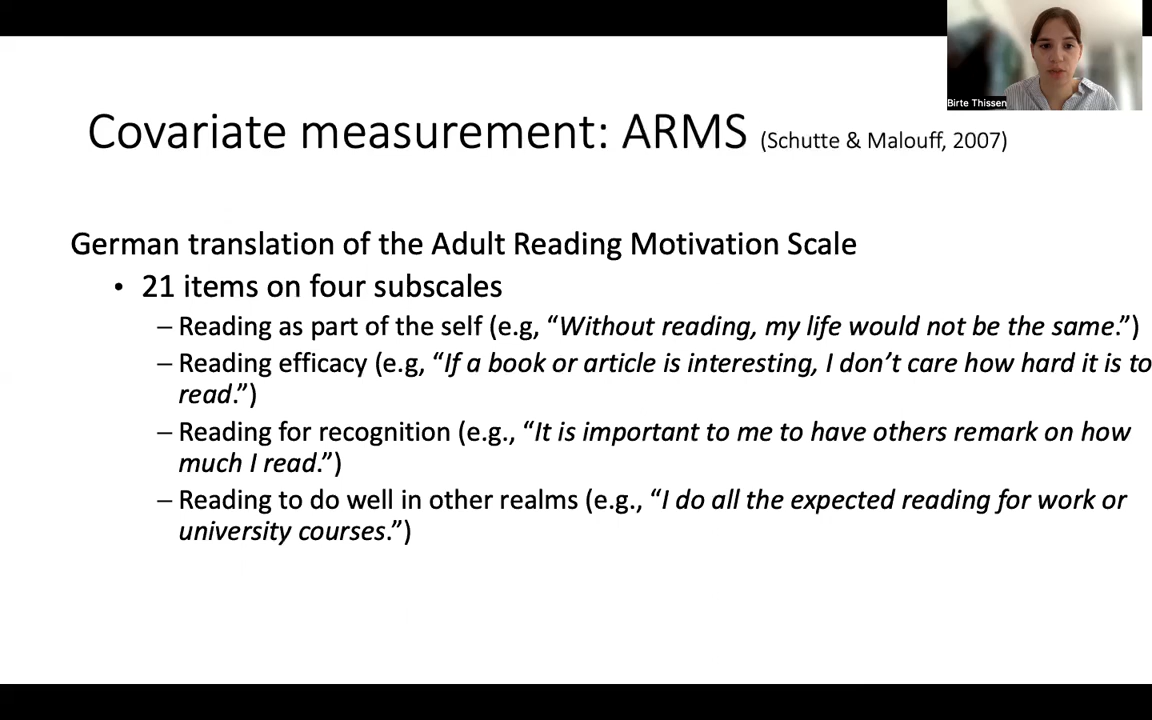 Birte Thissen
Covariate measurement: ARMS (Schutte & Malouff, 2007)
German translation of the Adult Reading Motivation Scale
• 21 items on four subscales
– Reading as part of the self (e.g, “Without reading, my life would not be the same.”)
– Reading efficacy (e.g, “If a book or article is interesting, I don’t care how hard it is to
read.”)
– Reading for recognition (e.g., “It is important to me to have others remark on how
much I read.”)
– Reading to do well in other realms (e.g., “I do all the expected reading for work or
university courses.”)